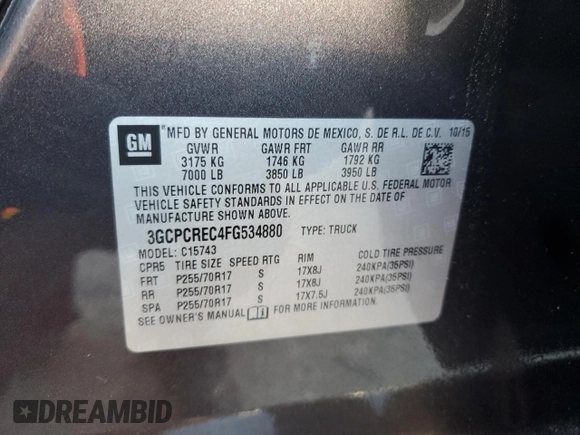 GM
MFD BY GENERAL MOTORS DE MEXICO, S. DE R.L. DE C.V. 10/15
GVWR GAWR FRT GAWR RR
3175 KG 1746 KG 1792 KG
7000 LB 3850 LB 3950 LB
THIS VEHICLE CONFORMS TO ALL APPLICABLE U.S. FEDERAL MOTOR
VEHICLE SAFETY STANDARDS IN EFFECT ON THE DATE OF
MANUFACTURE SHOWN ABOVE.
3GCPCREC4FG534880 TYPE: TRUCK
MODEL: C15743
CPR5 TIRE SIZE SPEED RTG RIM COLD TIRE PRESSURE
FRT P255/70R17 S 17X8J 240KPA(35PSI)
RR P255/70R17 S 17X8J 240KPA(35PSI)
SPA P255/70R17 S 17X7.5J 240KPA(35PSI)
SEE OWNER'S MANUAL
DREAMBID